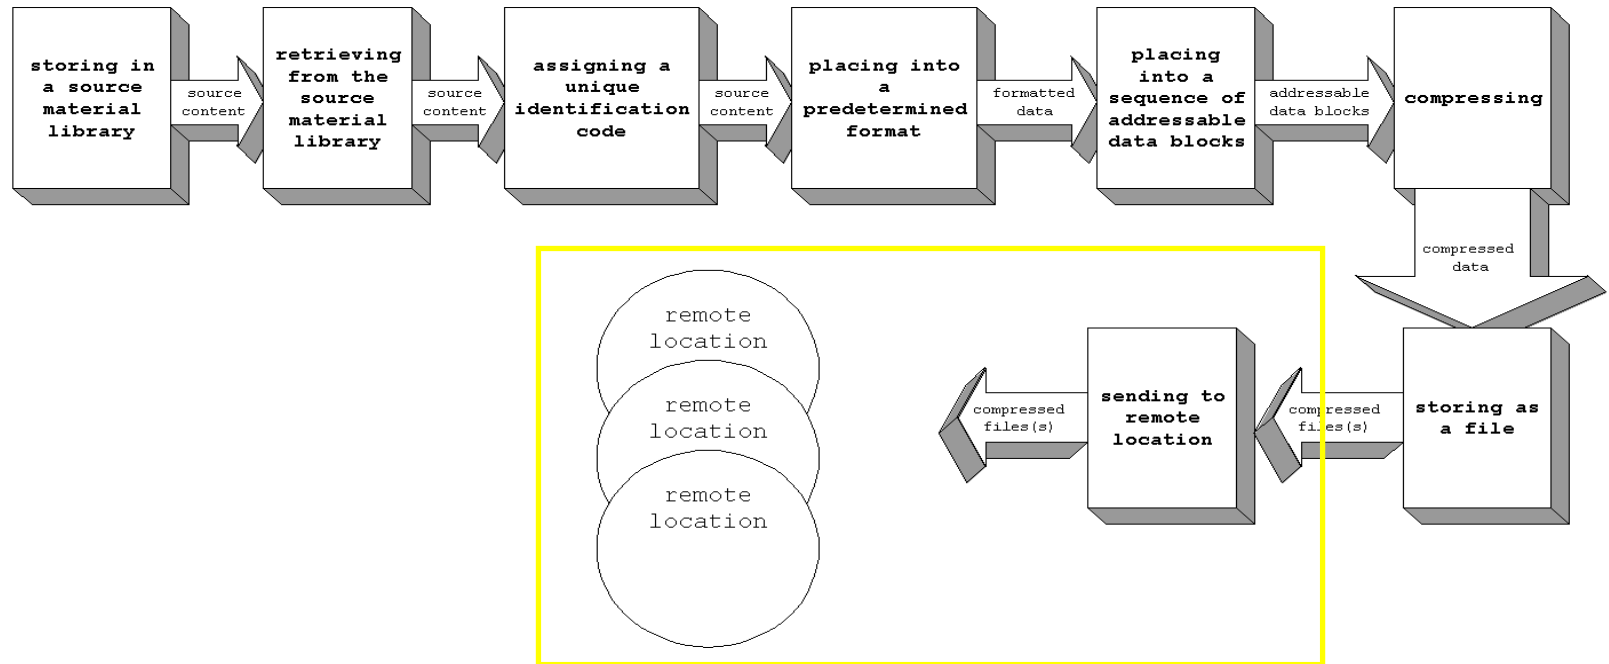 storing in
a source
material
library
source
content
retrieving
from the
source
material
library
source
content
assigning a
unique
identification
code
source
content
placing into
a
predetermined
format
formatted
data
placing
into a
sequence of
addressable
data blocks
addressable
data blocks
compressing
compressed
data
storing as
a file
compressed
files(s)
sending to
remote
location
compressed
files(s)
remote
location
remote
location
remote
location